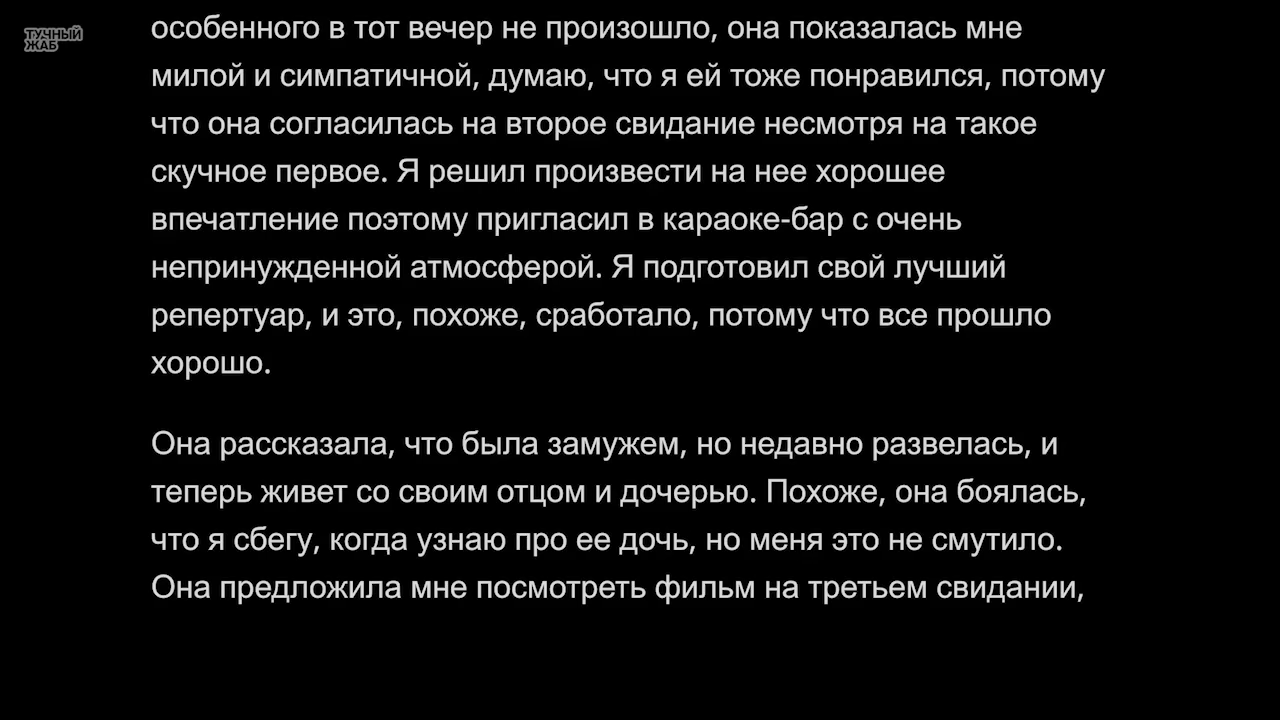 ТУЧНЫЙ
ЖАБ
особенного в тот вечер не произошло, она показалась мне
милой и симпатичной, думаю, что я ей тоже понравился, потому
что она согласилась на второе свидание несмотря на такое
скучное первое. Я решил произвести на нее хорошее
впечатление поэтому пригласил в караоке-бар с очень
непринужденной атмосферой. Я подготовил свой лучший
репертуар, и это, похоже, сработало, потому что все прошло
хорошо.
Она рассказала, что была замужем, но недавно развелась, и
теперь живет со своим отцом и дочерью. Похоже, она боялась,
что я сбегу, когда узнаю про ее дочь, но меня это не смутило.
Она предложила мне посмотреть фильм на третьем свидании,